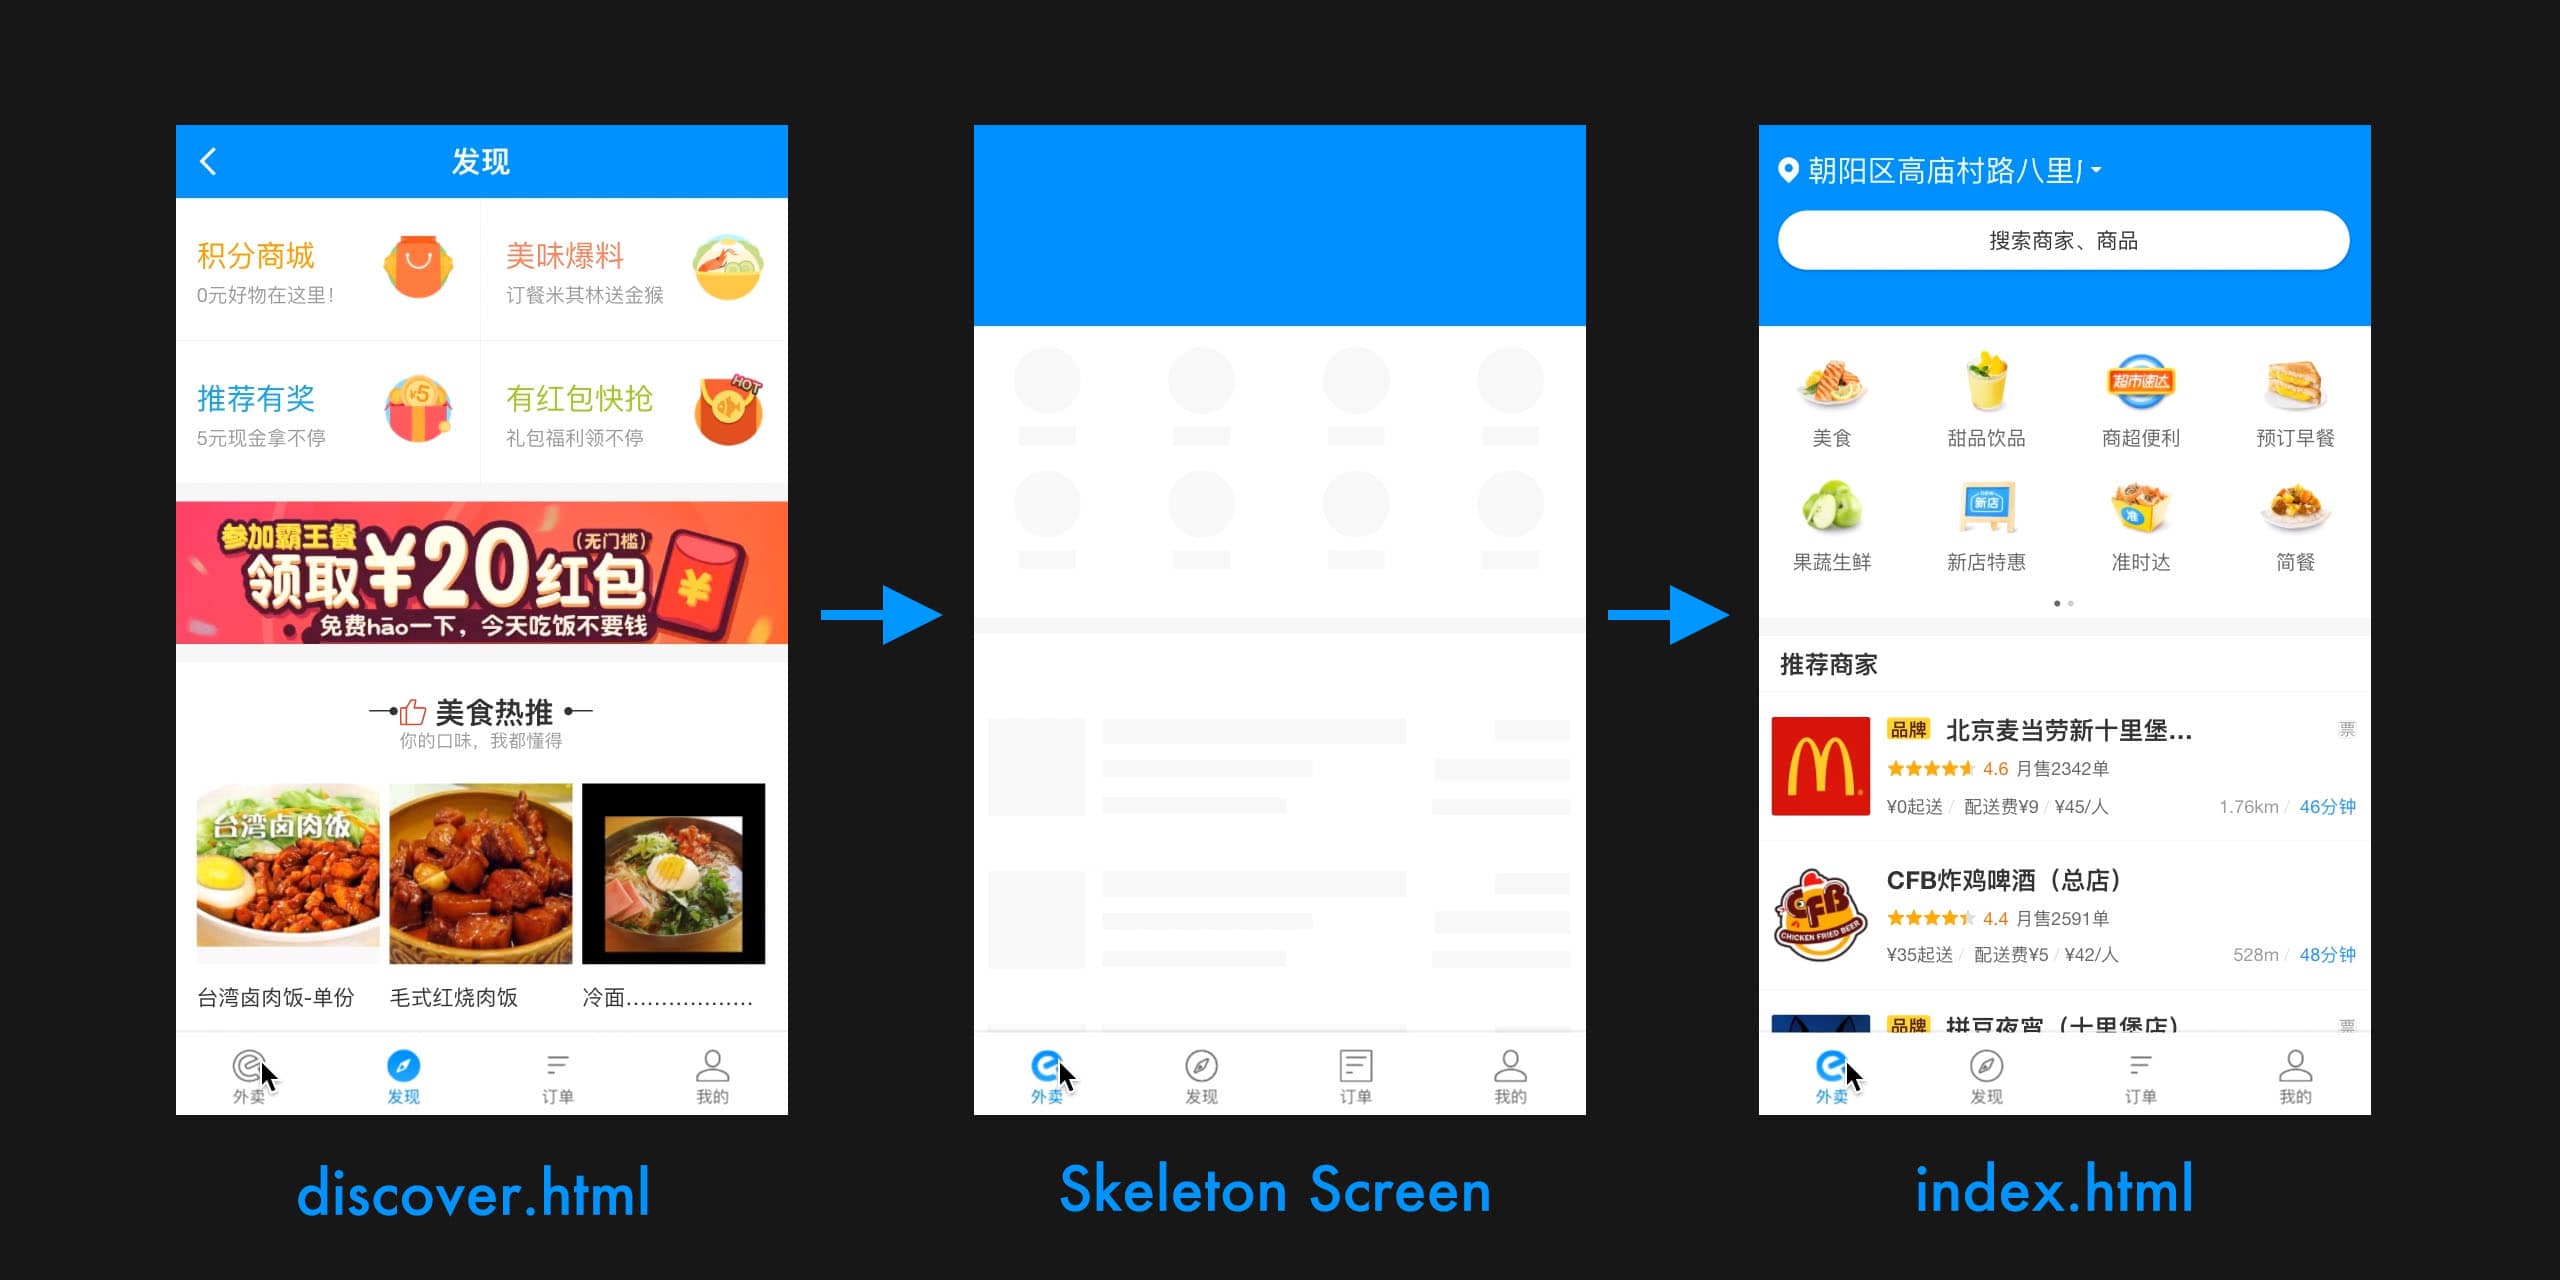 发现
积分商城
0元好物在这里!
美味爆料
订餐米其林送金猴
推荐有奖
5元现金拿不停
¥5
有红包快抢
礼包福利领不停
HOT
参加霸王餐
领取¥20红包
(无门槛)
¥
免费hāo一下，今天吃饭不要钱
美食热推
你的口味，我都懂得
台湾卤肉饭
台湾卤肉饭-单份
毛式红烧肉饭
冷面..................
外卖
发现
订单
我的
discover.html
外卖
发现
订单
我的
Skeleton Screen
朝阳区高庙村路八里
搜索商家、商品
超市速达
美食
甜品饮品
商超便利
预订早餐
new
新店
准
果蔬生鲜
新店特惠
准时达
简餐
推荐商家
品牌 北京麦当劳新十里堡...
票
4.6 月售2342单
¥0起送 / 配送费¥9 / ¥45/人
1.76km / 46分钟
CFB
CHICKEN FRIED BEER
CFB炸鸡啤酒（总店）
4.4 月售2591单
¥35起送 / 配送费¥5 / ¥42/人
528m / 48分钟
品牌 拼豆夜宵（十里堡店）
票
外卖
发现
订单
我的
index.html